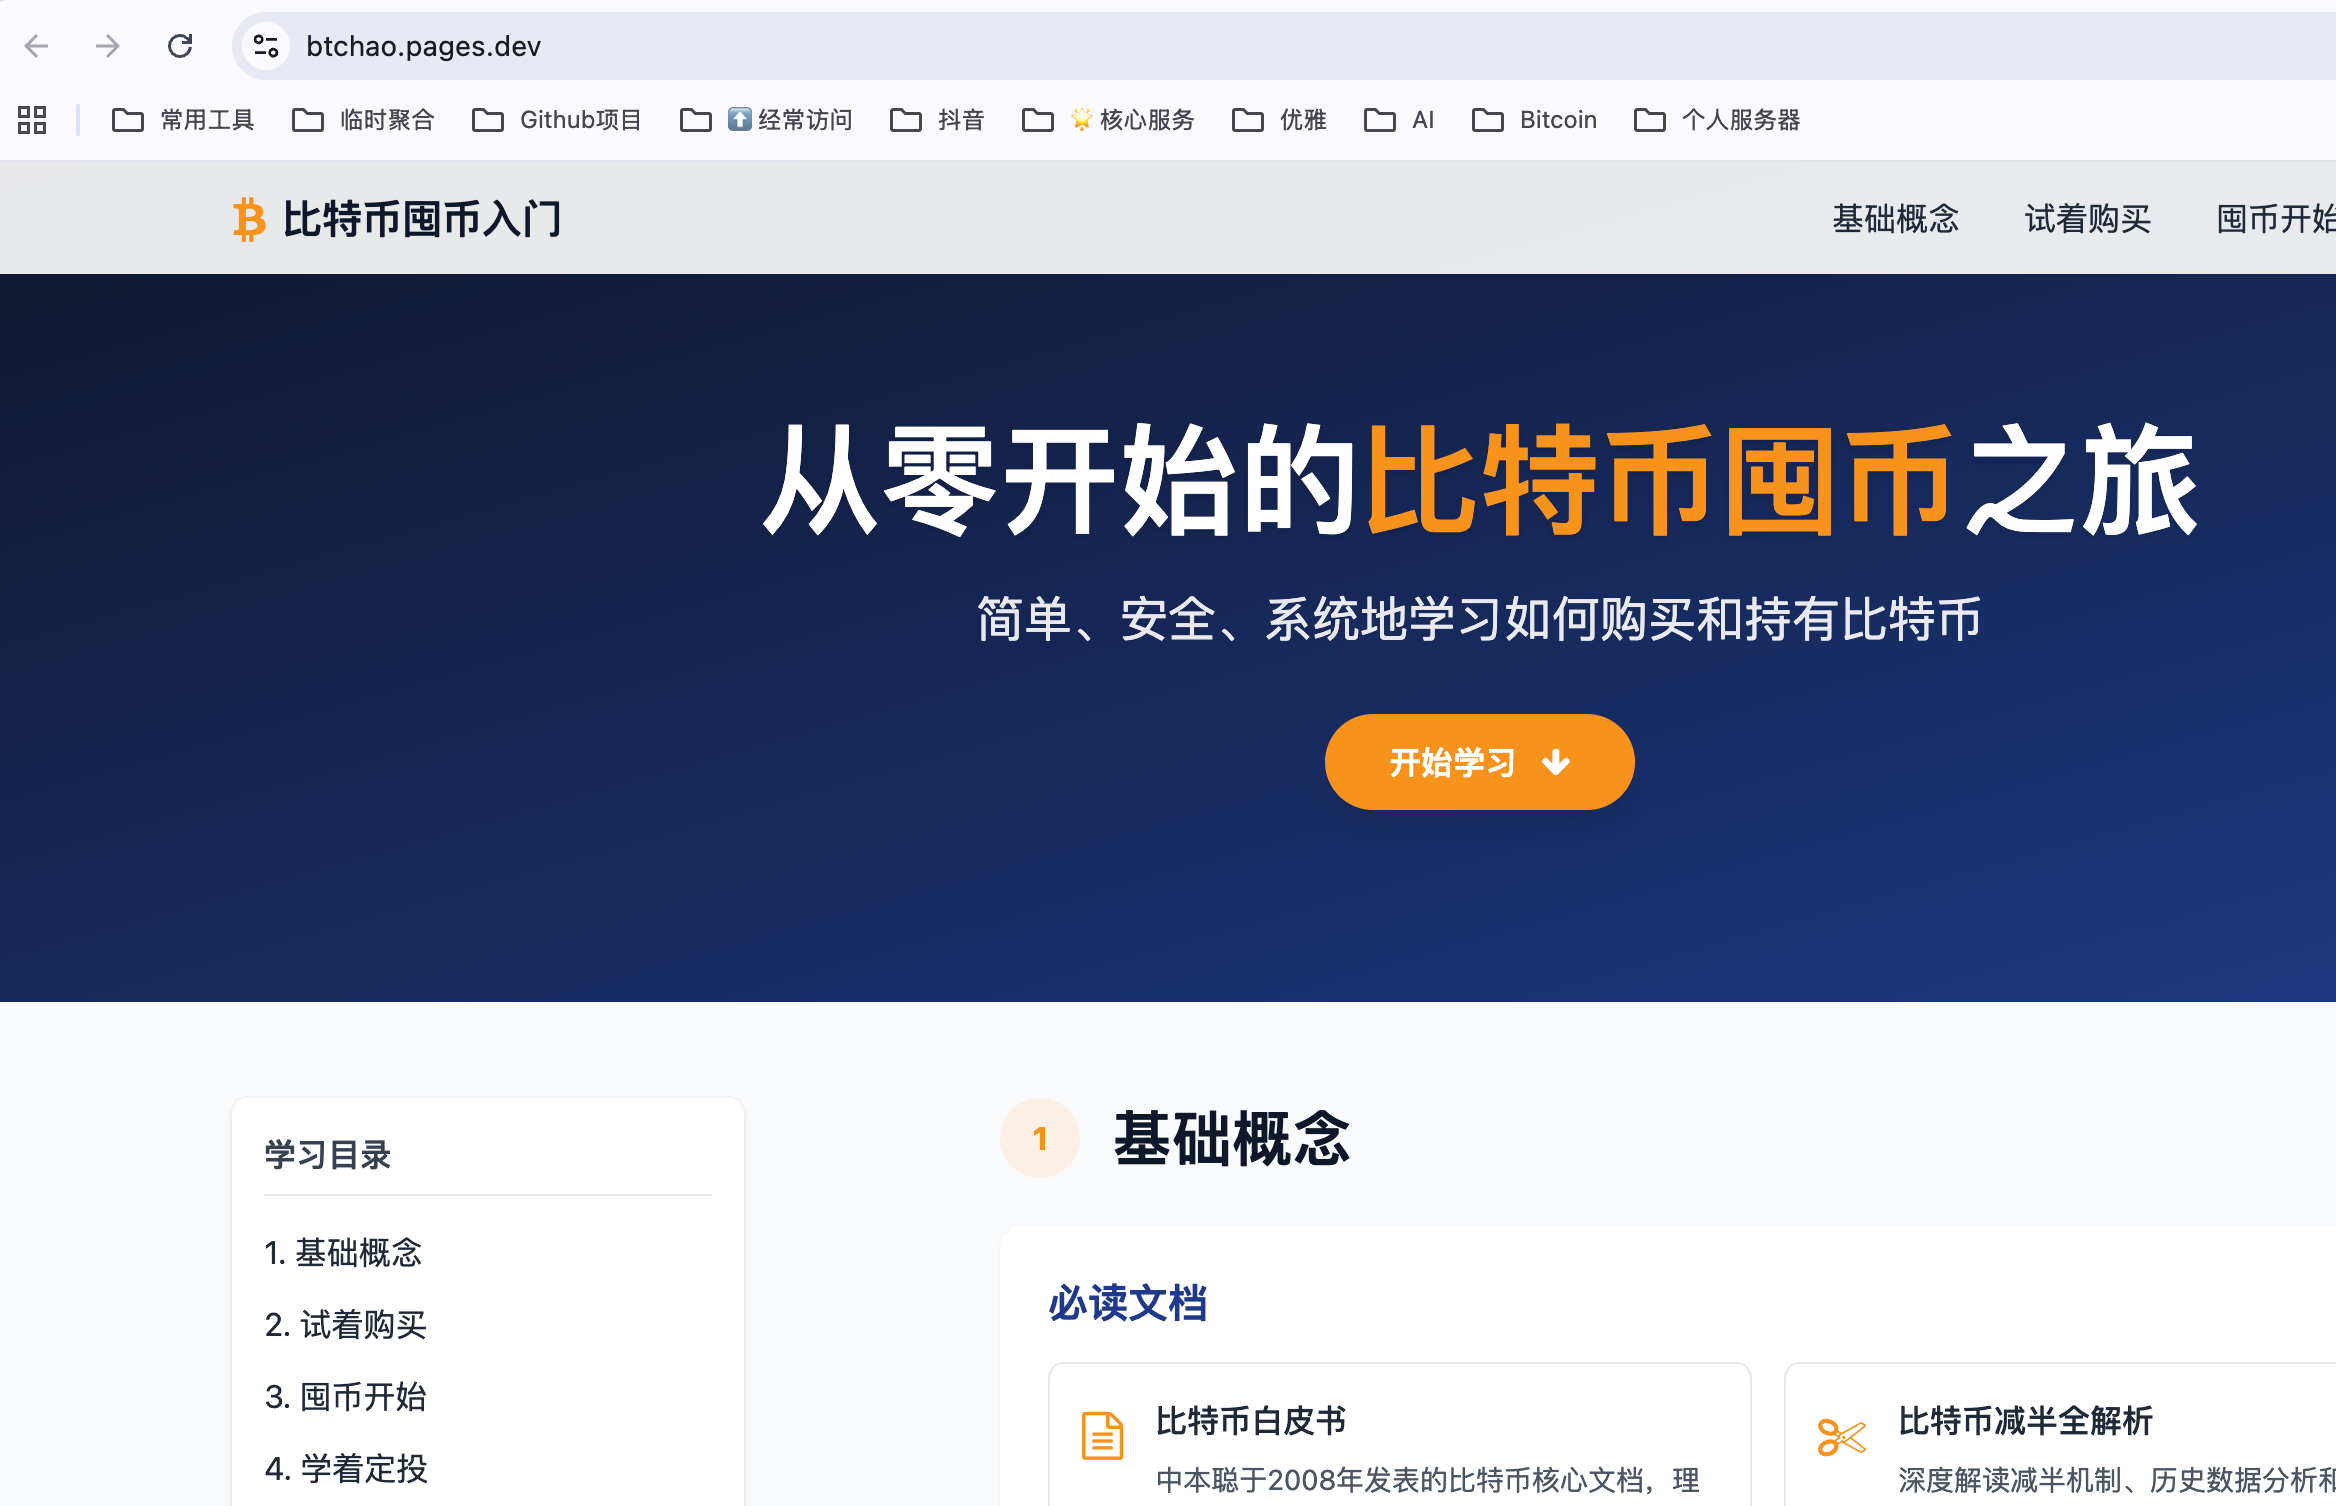 btchao.pages.dev
常用工具 临时聚合 Github项目 ⬆️经常访问 抖音 🌟核心服务 优雅 AI Bitcoin 个人服务器
比特币囤币入门 基础概念 试着购买 囤币开始
从零开始的比特币囤币之旅
简单、安全、系统地学习如何购买和持有比特币
开始学习
学习目录
1. 基础概念
2. 试着购买
3. 囤币开始
4. 学着定投
1 基础概念
必读文档
比特币白皮书
中本聪于2008年发表的比特币核心文档，理
比特币减半全解析
深度解读减半机制、历史数据分析和